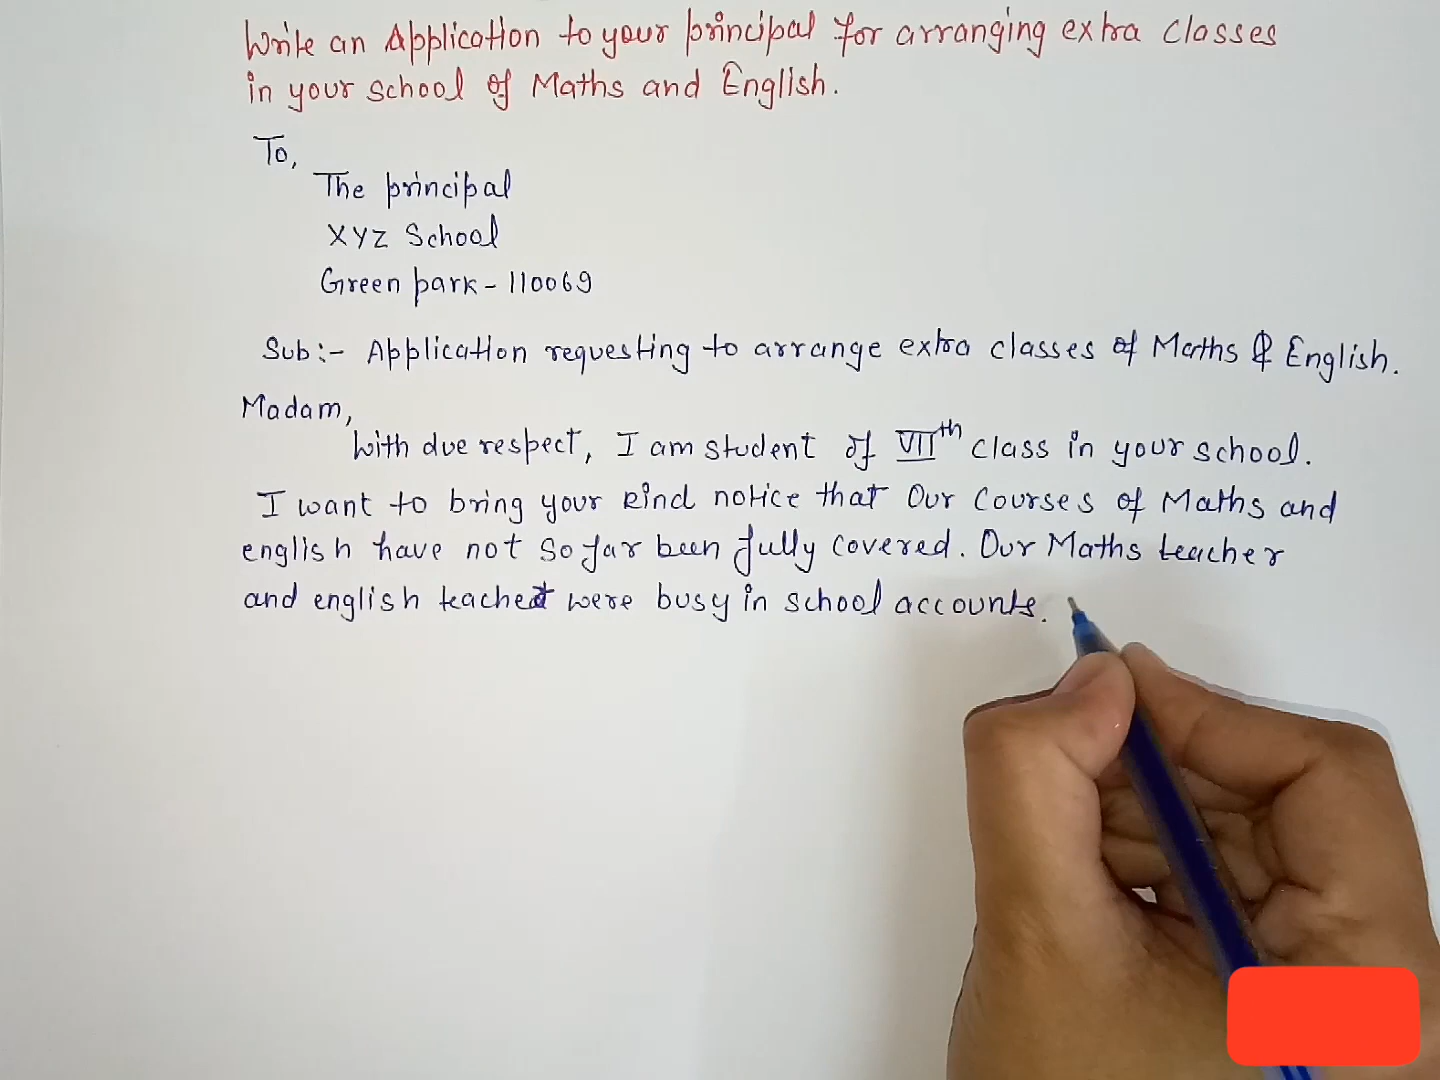 Write an Application to your principal for arranging extra classes
in your school of Maths and English.
To,
The principal
XYZ School
Green park - 110069
Sub:- Application requesting to arrange extra classes of Maths & English.
Madam,
With due respect, I am student of VIIth class in your school.
I want to bring your kind notice that Our Courses of Maths and
english have not so far been fully covered. Our Maths teacher
and english teacher were busy in school accounts.